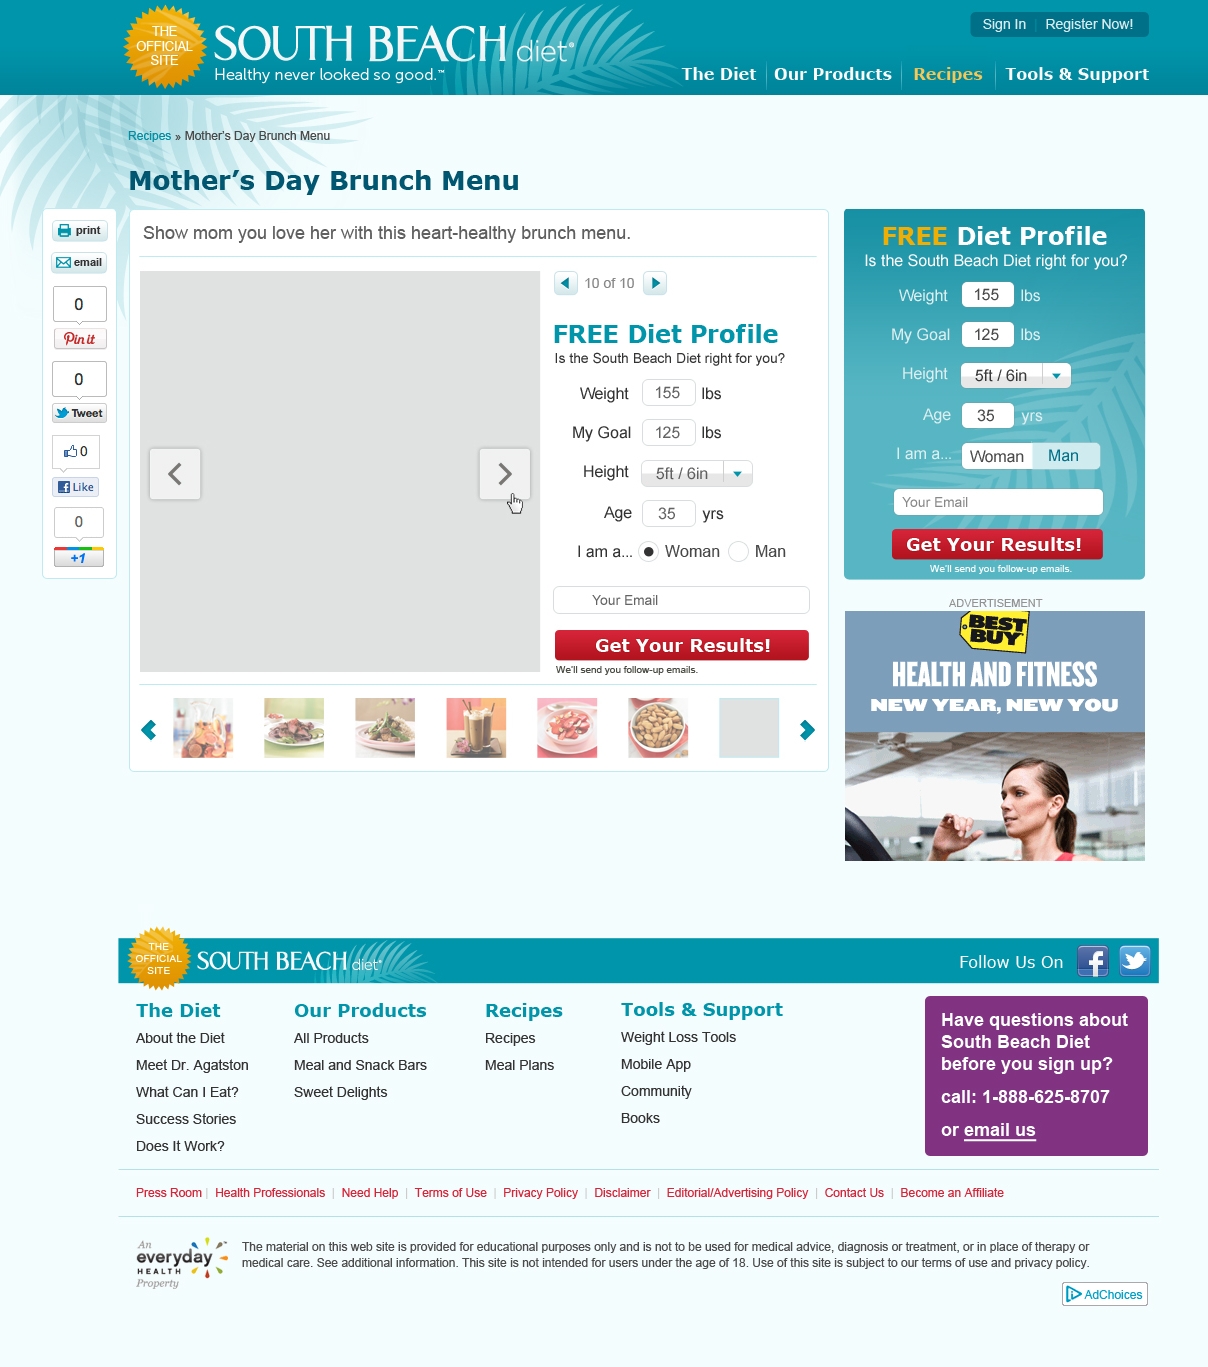 THE
OFFICIAL
SITE
SOUTH BEACH diet®
Healthy never looked so good.™
Sign In | Register Now!
The Diet
Our Products
Recipes
Tools & Support
Recipes » Mother's Day Brunch Menu
Mother's Day Brunch Menu
print
email
0
Pin it
0
Tweet
0
Like
0
+1
Show mom you love her with this heart-healthy brunch menu.
10 of 10
FREE Diet Profile
Is the South Beach Diet right for you?
Weight 155 lbs
My Goal 125 lbs
Height 5ft / 6in
Age 35 yrs
I am a... Woman Man
Your Email
Get Your Results!
We'll send you follow-up emails.
FREE Diet Profile
Is the South Beach Diet right for you?
Weight 155 lbs
My Goal 125 lbs
Height 5ft / 6in
Age 35 yrs
I am a... Woman Man
Your Email
Get Your Results!
We'll send you follow-up emails.
ADVERTISEMENT
BEST
BUY
HEALTH AND FITNESS
NEW YEAR, NEW YOU
THE
OFFICIAL
SITE
SOUTH BEACH diet®
Follow Us On
The Diet
About the Diet
Meet Dr. Agatston
What Can I Eat?
Success Stories
Does It Work?
Our Products
All Products
Meal and Snack Bars
Sweet Delights
Recipes
Recipes
Meal Plans
Tools & Support
Weight Loss Tools
Mobile App
Community
Books
Have questions about
South Beach Diet
before you sign up?
call: 1-888-625-8707
or email us
Press Room | Health Professionals | Need Help | Terms of Use | Privacy Policy | Disclaimer | Editorial/Advertising Policy | Contact Us | Become an Affiliate
An
everyday
HEALTH
Property
The material on this web site is provided for educational purposes only and is not to be used for medical advice, diagnosis or treatment, or in place of therapy or
medical care. See additional information. This site is not intended for users under the age of 18. Use of this site is subject to our terms of use and privacy policy.
AdChoices